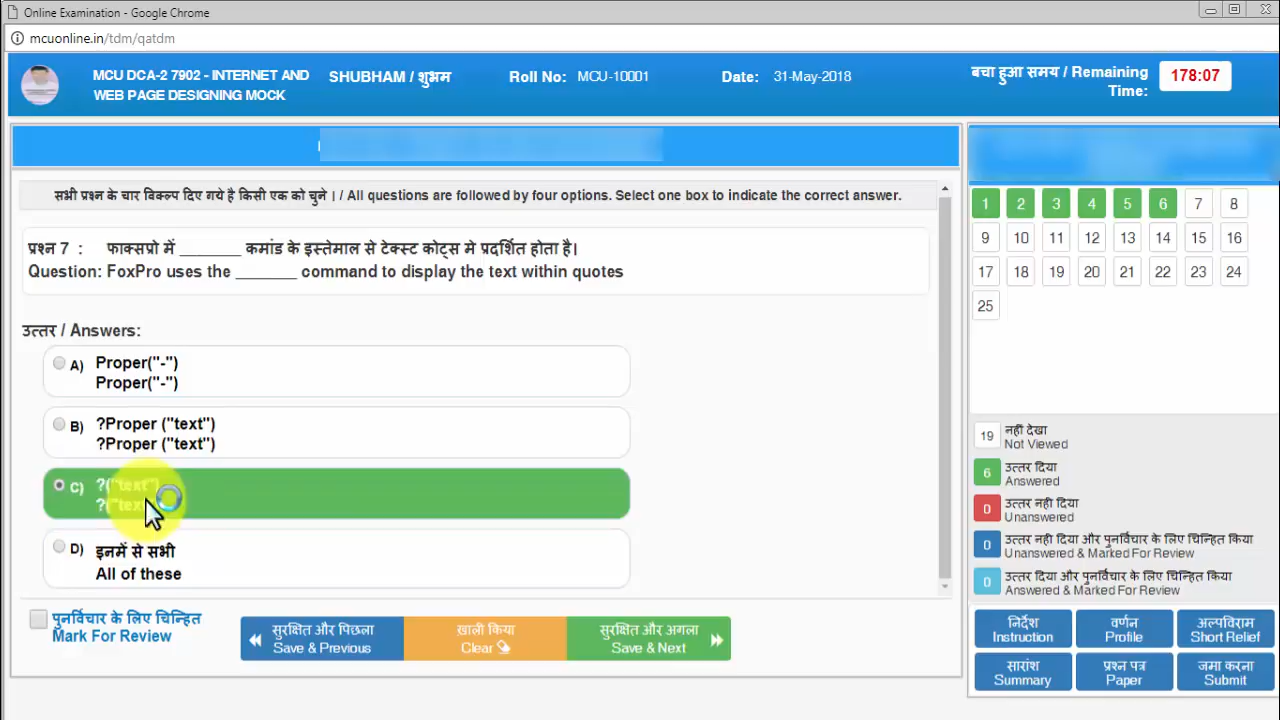 Online Examination - Google Chrome
mcuonline.in/tdm/qatdm
MCU DCA-2 7902 - INTERNET AND
WEB PAGE DESIGNING MOCK
SHUBHAM / शुभम
Roll No: MCU-10001
Date: 31-May-2018
बचा हुआ समय / Remaining
Time:
178:07
सभी प्रश्न के चार विकल्प दिए गये है किसी एक को चुने । / All questions are followed by four options. Select one box to indicate the correct answer.
प्रश्न 7 : फाक्सप्रो में _______ कमांड के इस्तेमाल से टेक्स्ट कोट्स मे प्रदर्शित होता है।
Question: FoxPro uses the _______ command to display the text within quotes
उत्तर / Answers:
A) Proper("-")
Proper("-")
B) ?Proper ("text")
?Proper ("text")
C) ?("text")
D) इनमें से सभी
All of these
पुनर्विचार के लिए चिन्हित
Mark For Review
सुरक्षित और पिछला
Save & Previous
ख़ाली किया
Clear
सुरक्षित और अगला
Save & Next
1 2 3 4 5 6 7 8
9 10 11 12 13 14 15 16
17 18 19 20 21 22 23 24
25
19 नहीं देखा
Not Viewed
6 उत्तर दिया
Answered
0 उत्तर नही दिया
Unanswered
0 उत्तर नही दिया और पुनर्विचार के लिए चिन्हित किया
Unanswered & Marked For Review
0 उत्तर दिया और पुनर्विचार के लिए चिन्हित किया
Answered & Marked For Review
निर्देश
Instruction
वर्णन
Profile
अल्पविराम
Short Relief
सारांश
Summary
प्रश्न पत्र
Paper
जमा करना
Submit